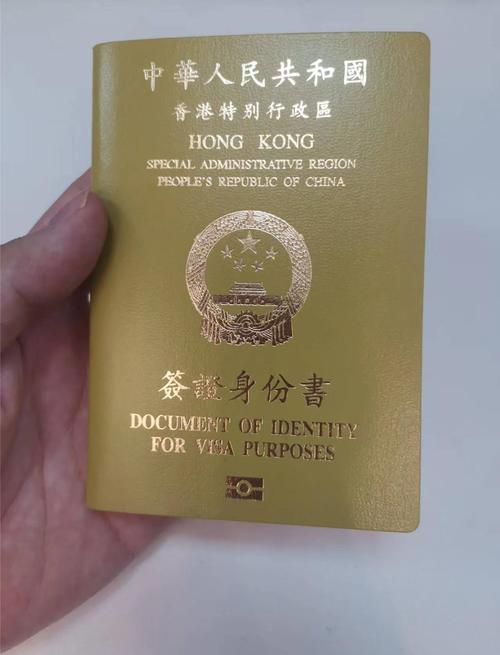 中華人民共和國
香港特別行政區
HONG KONG
SPECIAL ADMINISTRATIVE REGION
PEOPLE'S REPUBLIC OF CHINA
簽證身份書
DOCUMENT OF IDENTITY
FOR VISA PURPOSES